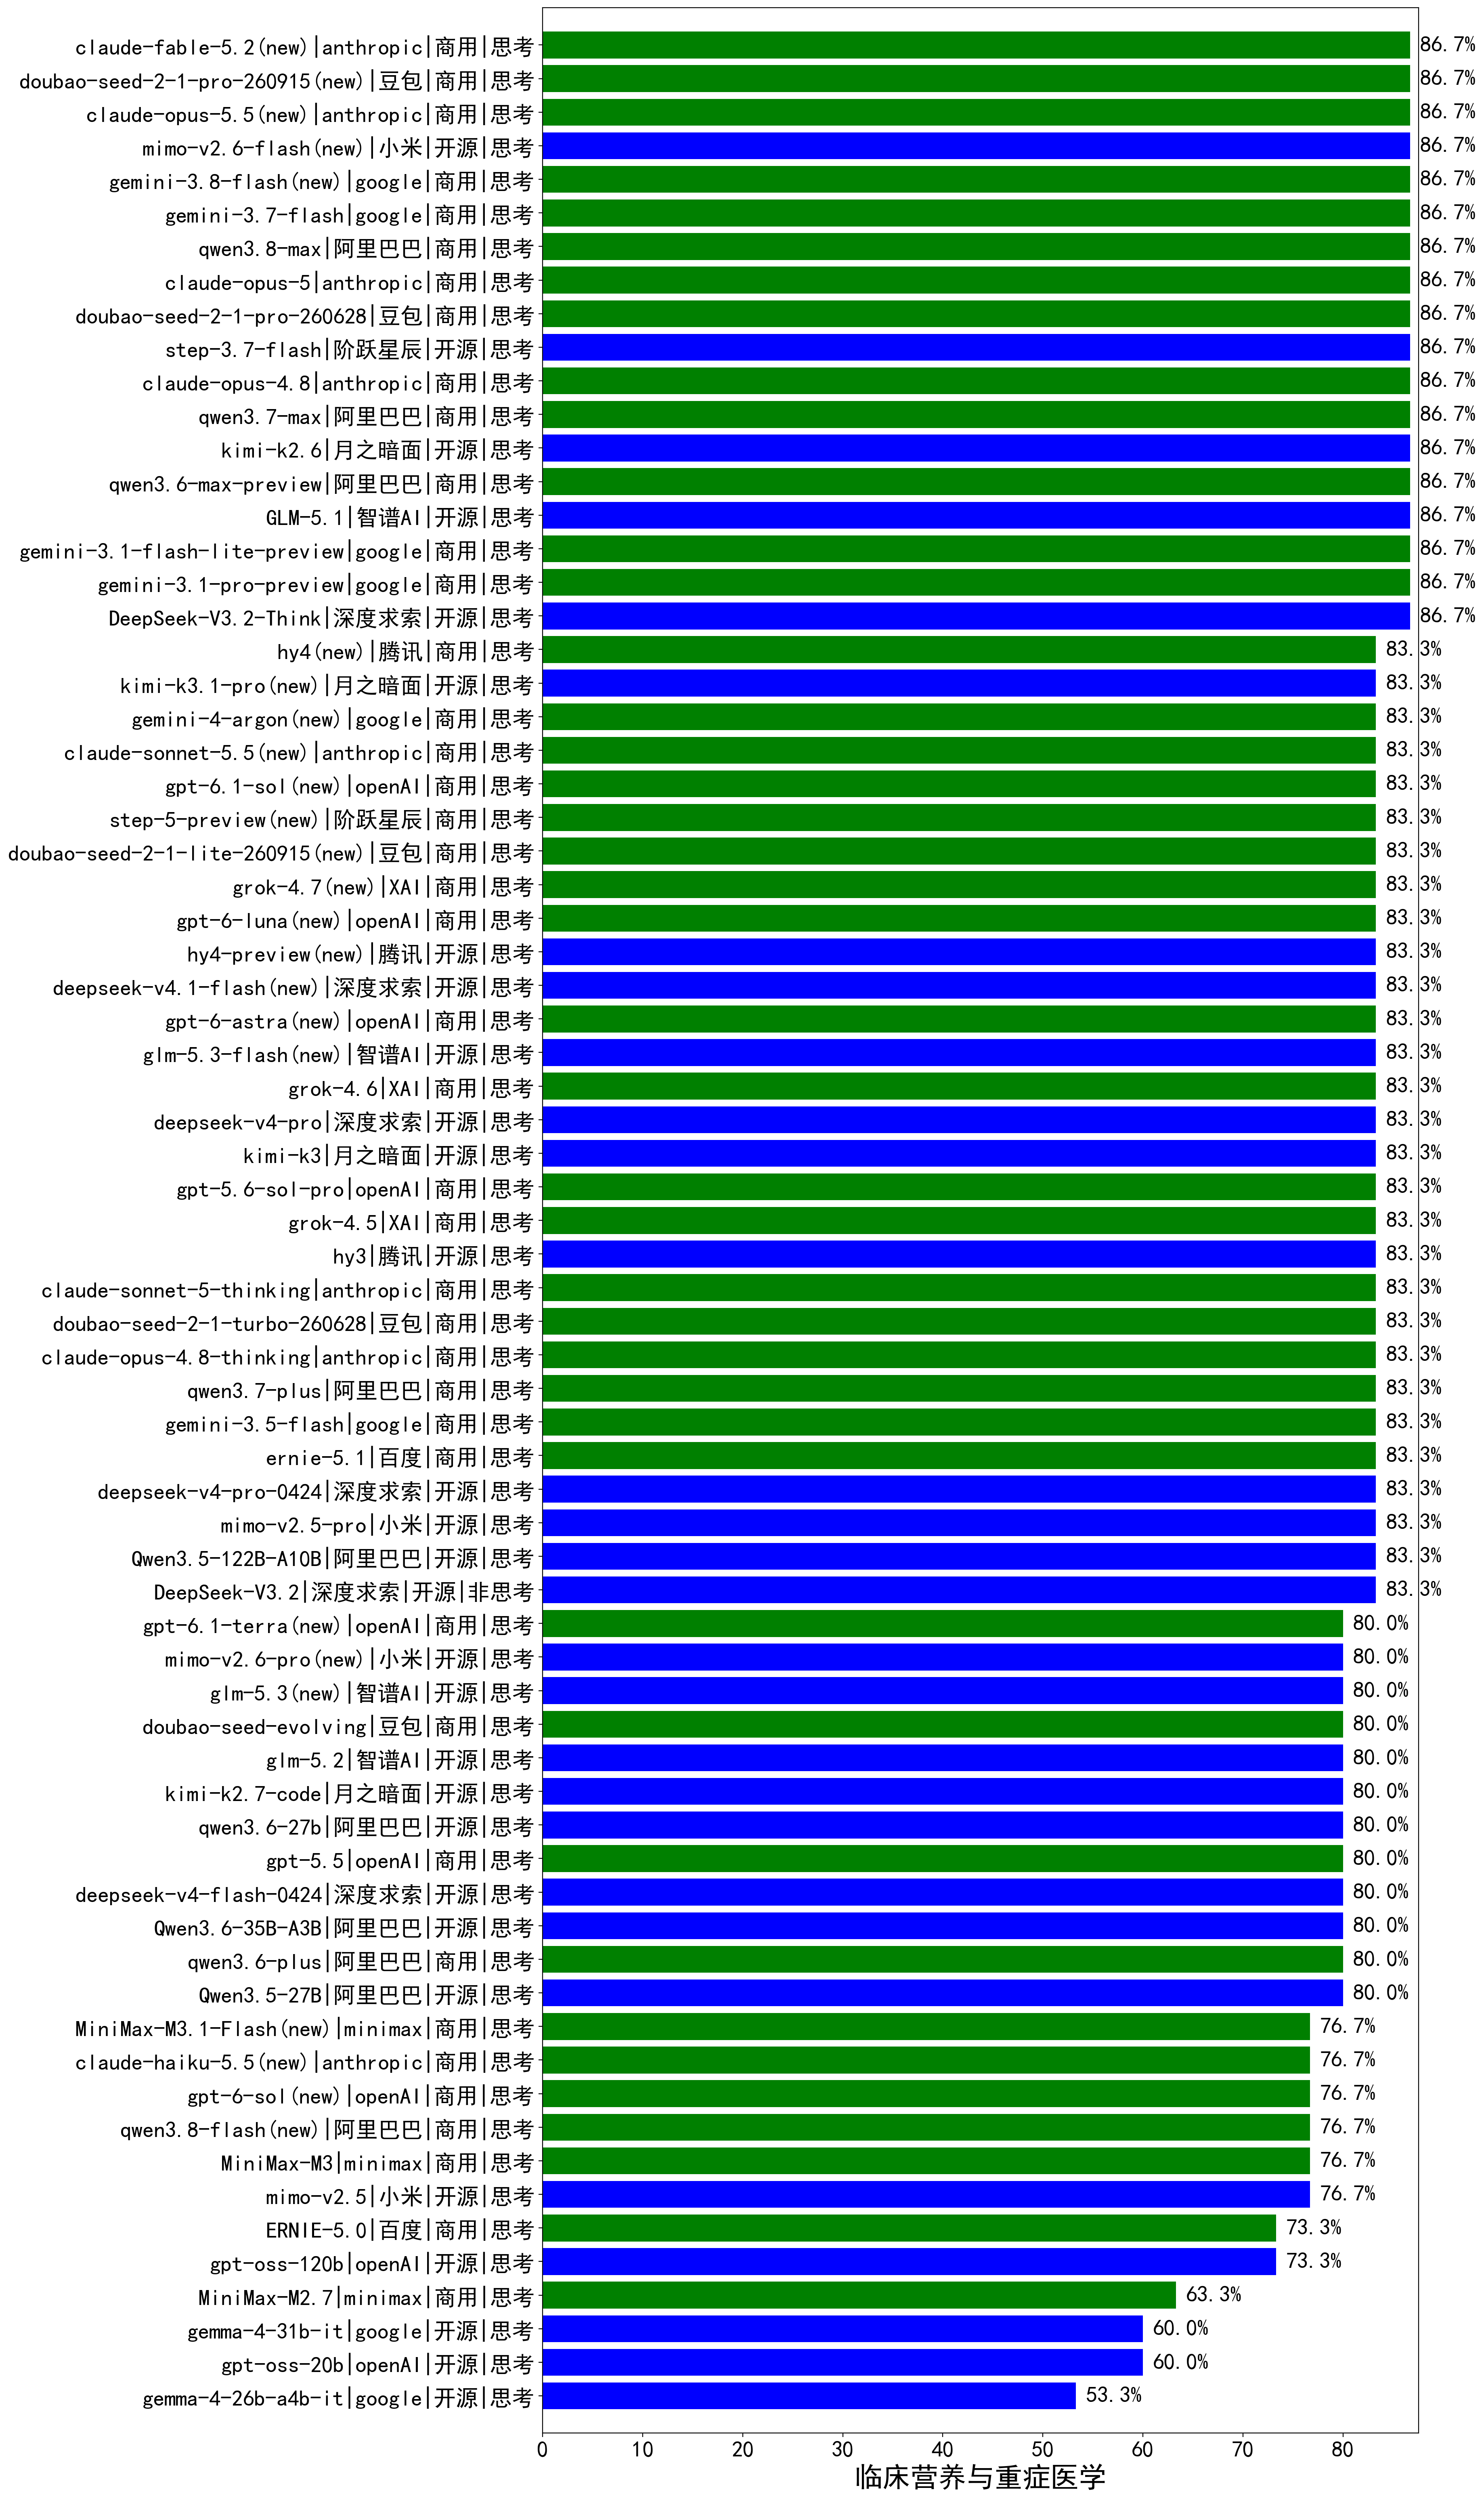 claude-fable-5.2(new)|anthropic|商用|思考 86.7%
doubao-seed-2-1-pro-260915(new)|豆包|商用|思考 86.7%
claude-opus-5.5(new)|anthropic|商用|思考 86.7%
mimo-v2.6-flash(new)|小米|开源|思考 86.7%
gemini-3.8-flash(new)|google|商用|思考 86.7%
gemini-3.7-flash|google|商用|思考 86.7%
qwen3.8-max|阿里巴巴|商用|思考 86.7%
claude-opus-5|anthropic|商用|思考 86.7%
doubao-seed-2-1-pro-260628|豆包|商用|思考 86.7%
step-3.7-flash|阶跃星辰|开源|思考 86.7%
claude-opus-4.8|anthropic|商用|思考 86.7%
qwen3.7-max|阿里巴巴|商用|思考 86.7%
kimi-k2.6|月之暗面|开源|思考 86.7%
qwen3.6-max-preview|阿里巴巴|商用|思考 86.7%
GLM-5.1|智谱AI|开源|思考 86.7%
gemini-3.1-flash-lite-preview|google|商用|思考 86.7%
gemini-3.1-pro-preview|google|商用|思考 86.7%
DeepSeek-V3.2-Think|深度求索|开源|思考 86.7%
hy4(new)|腾讯|商用|思考 83.3%
kimi-k3.1-pro(new)|月之暗面|开源|思考 83.3%
gemini-4-argon(new)|google|商用|思考 83.3%
claude-sonnet-5.5(new)|anthropic|商用|思考 83.3%
gpt-6.1-sol(new)|openAI|商用|思考 83.3%
step-5-preview(new)|阶跃星辰|商用|思考 83.3%
doubao-seed-2-1-lite-260915(new)|豆包|商用|思考 83.3%
grok-4.7(new)|XAI|商用|思考 83.3%
gpt-6-luna(new)|openAI|商用|思考 83.3%
hy4-preview(new)|腾讯|开源|思考 83.3%
deepseek-v4.1-flash(new)|深度求索|开源|思考 83.3%
gpt-6-astra(new)|openAI|商用|思考 83.3%
glm-5.3-flash(new)|智谱AI|开源|思考 83.3%
grok-4.6|XAI|商用|思考 83.3%
deepseek-v4-pro|深度求索|开源|思考 83.3%
kimi-k3|月之暗面|开源|思考 83.3%
gpt-5.6-sol-pro|openAI|商用|思考 83.3%
grok-4.5|XAI|商用|思考 83.3%
hy3|腾讯|开源|思考 83.3%
claude-sonnet-5-thinking|anthropic|商用|思考 83.3%
doubao-seed-2-1-turbo-260628|豆包|商用|思考 83.3%
claude-opus-4.8-thinking|anthropic|商用|思考 83.3%
qwen3.7-plus|阿里巴巴|商用|思考 83.3%
gemini-3.5-flash|google|商用|思考 83.3%
ernie-5.1|百度|商用|思考 83.3%
deepseek-v4-pro-0424|深度求索|开源|思考 83.3%
mimo-v2.5-pro|小米|开源|思考 83.3%
Qwen3.5-122B-A10B|阿里巴巴|开源|思考 83.3%
DeepSeek-V3.2|深度求索|开源|非思考 83.3%
gpt-6.1-terra(new)|openAI|商用|思考 80.0%
mimo-v2.6-pro(new)|小米|开源|思考 80.0%
glm-5.3(new)|智谱AI|开源|思考 80.0%
doubao-seed-evolving|豆包|商用|思考 80.0%
glm-5.2|智谱AI|开源|思考 80.0%
kimi-k2.7-code|月之暗面|开源|思考 80.0%
qwen3.6-27b|阿里巴巴|开源|思考 80.0%
gpt-5.5|openAI|商用|思考 80.0%
deepseek-v4-flash-0424|深度求索|开源|思考 80.0%
Qwen3.6-35B-A3B|阿里巴巴|开源|思考 80.0%
qwen3.6-plus|阿里巴巴|商用|思考 80.0%
Qwen3.5-27B|阿里巴巴|开源|思考 80.0%
MiniMax-M3.1-Flash(new)|minimax|商用|思考 76.7%
claude-haiku-5.5(new)|anthropic|商用|思考 76.7%
gpt-6-sol(new)|openAI|商用|思考 76.7%
qwen3.8-flash(new)|阿里巴巴|商用|思考 76.7%
MiniMax-M3|minimax|商用|思考 76.7%
mimo-v2.5|小米|开源|思考 76.7%
ERNIE-5.0|百度|商用|思考 73.3%
gpt-oss-120b|openAI|开源|思考 73.3%
MiniMax-M2.7|minimax|商用|思考 63.3%
gemma-4-31b-it|google|开源|思考 60.0%
gpt-oss-20b|openAI|开源|思考 60.0%
gemma-4-26b-a4b-it|google|开源|思考 53.3%
0 10 20 30 40 50 60 70 80
临床营养与重症医学